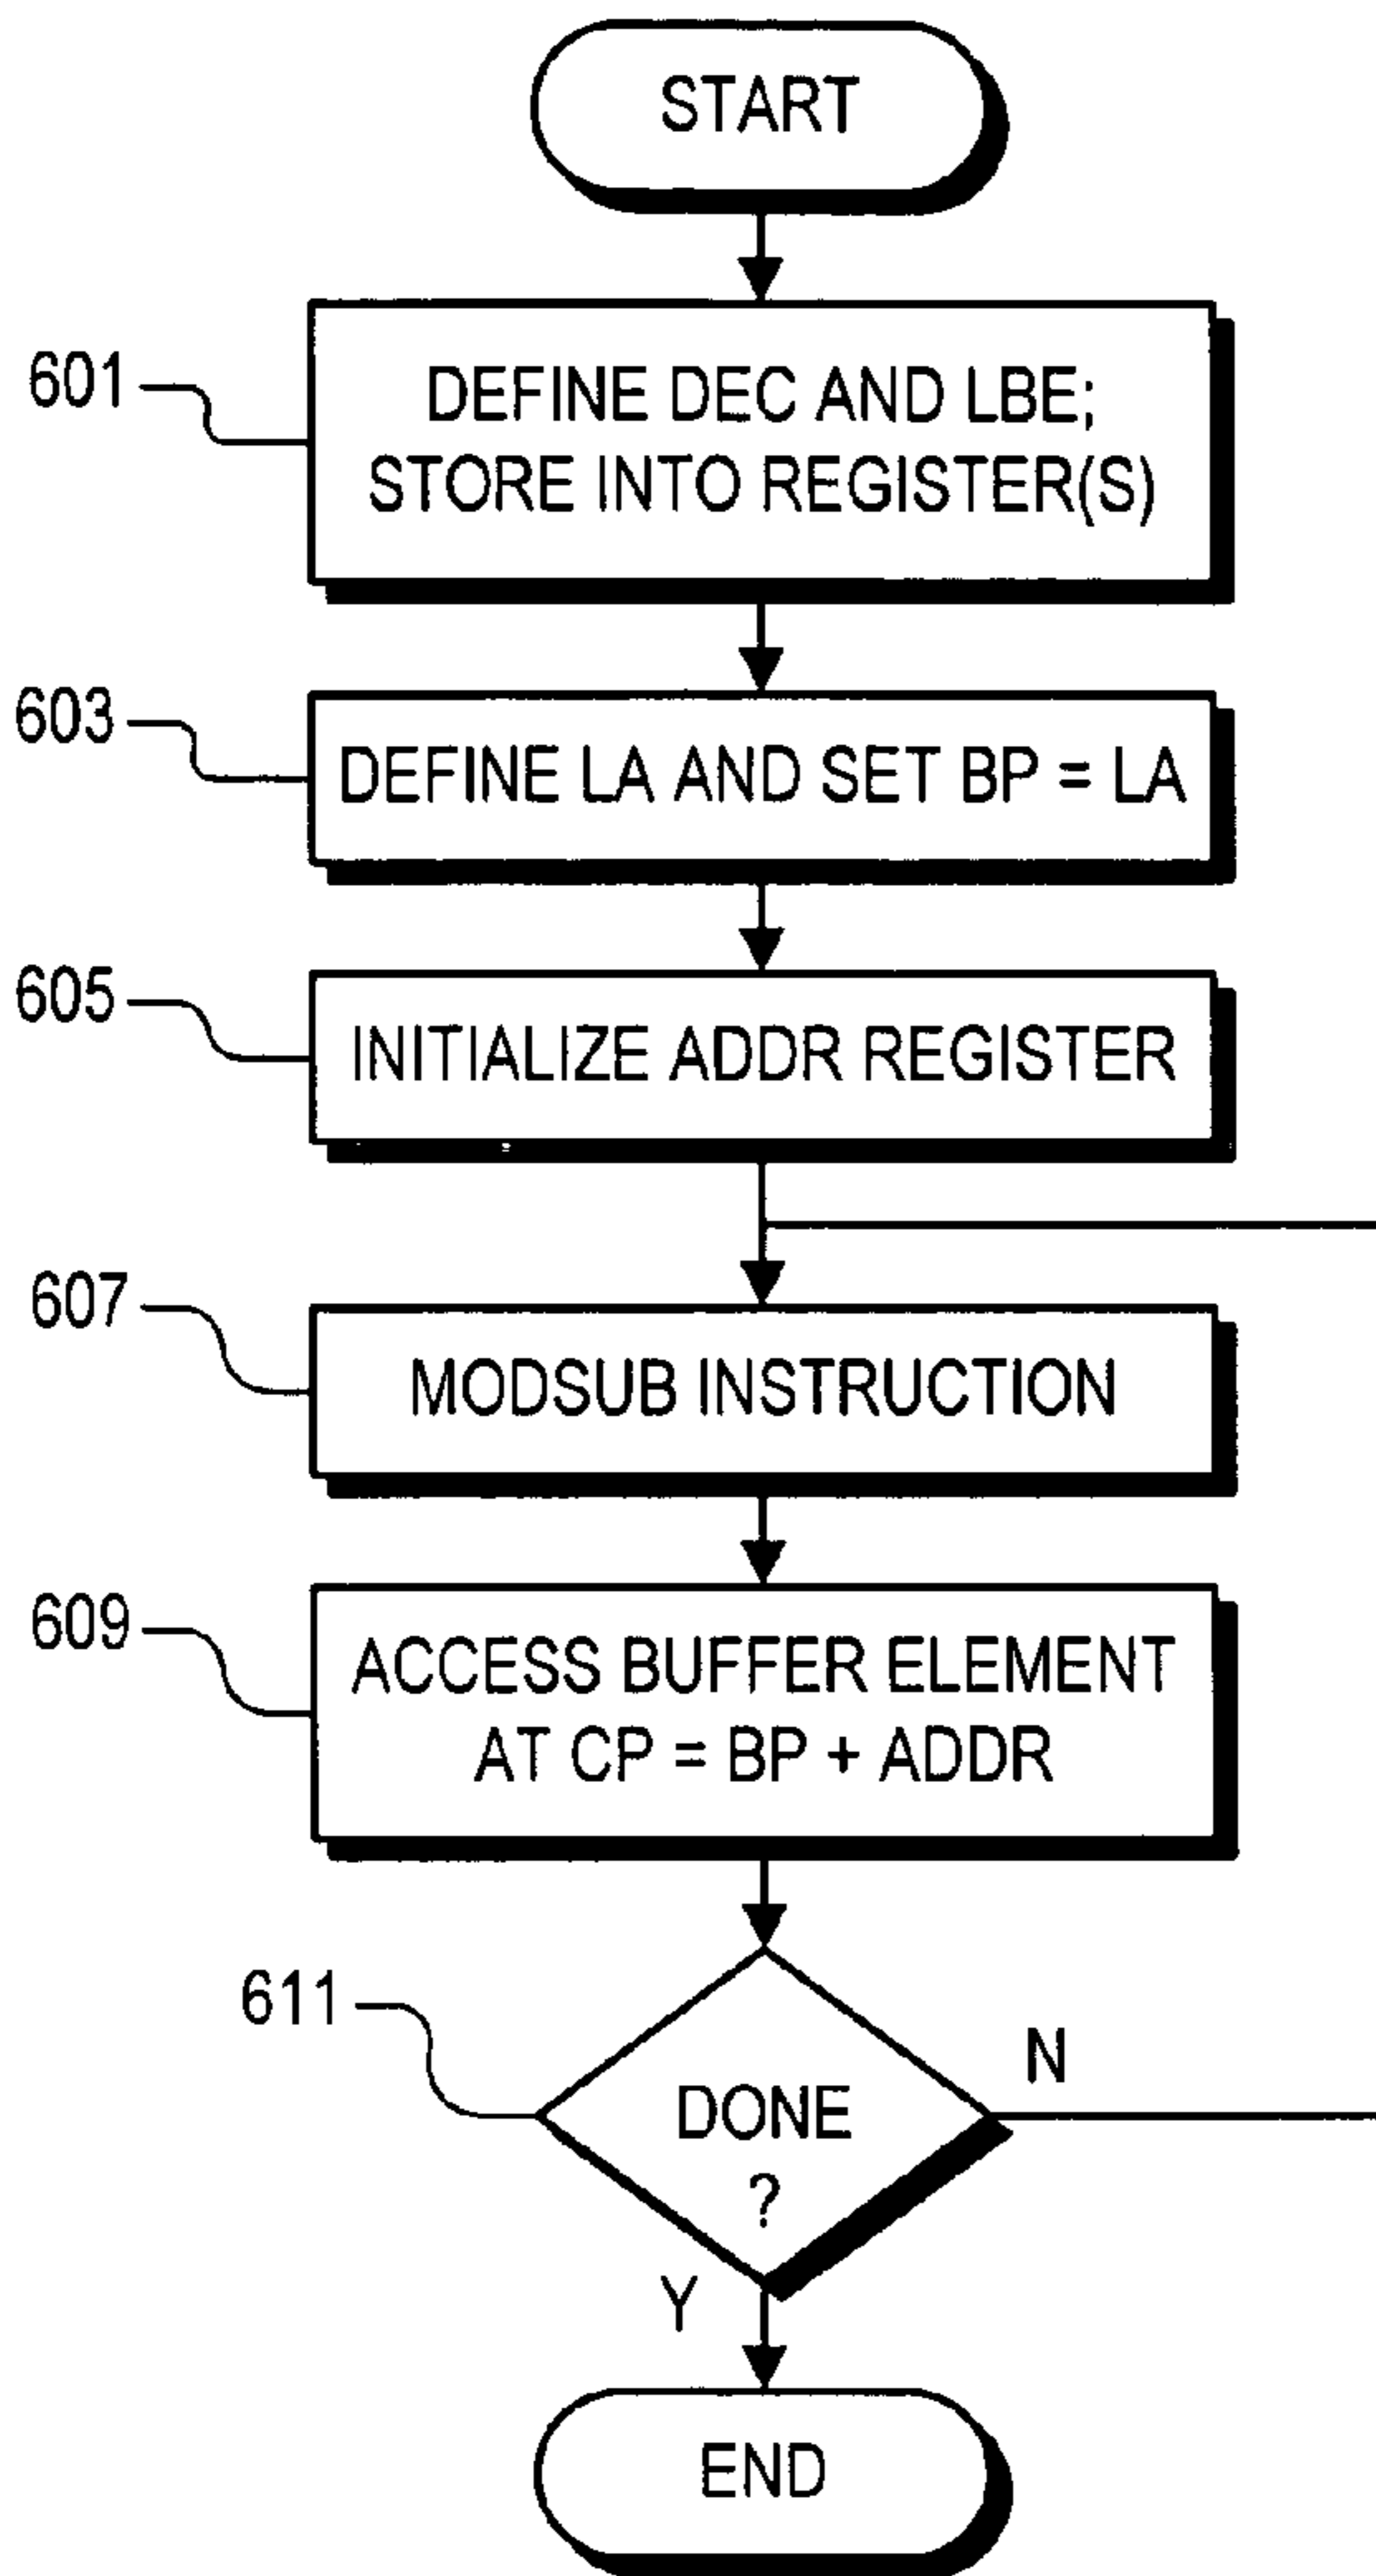 START
601
DEFINE DEC AND LBE;
STORE INTO REGISTER(S)
603
DEFINE LA AND SET BP = LA
605
INITIALIZE ADDR REGISTER
607
MODSUB INSTRUCTION
609
ACCESS BUFFER ELEMENT
AT CP = BP + ADDR
611
DONE
?
N
Y
END